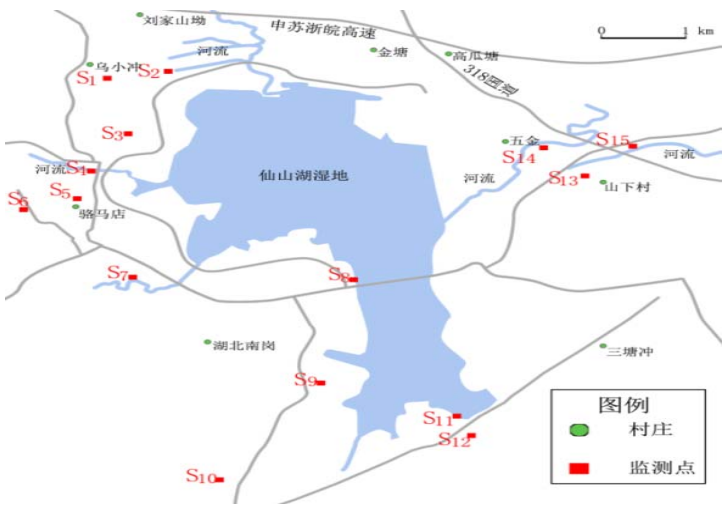 刘家山坳
申苏浙皖高速
0 1 km
河流
金塘
高瓜塘
乌小冲
S1
S2
318国道
S3
五金
S14
S15
河流
河流
S4
仙山湖湿地
河流
S13
山下村
S5
S6
骆马店
S7
S8
湖北南岗
三塘冲
S9
图例
S11
村庄
S12
监测点
S10